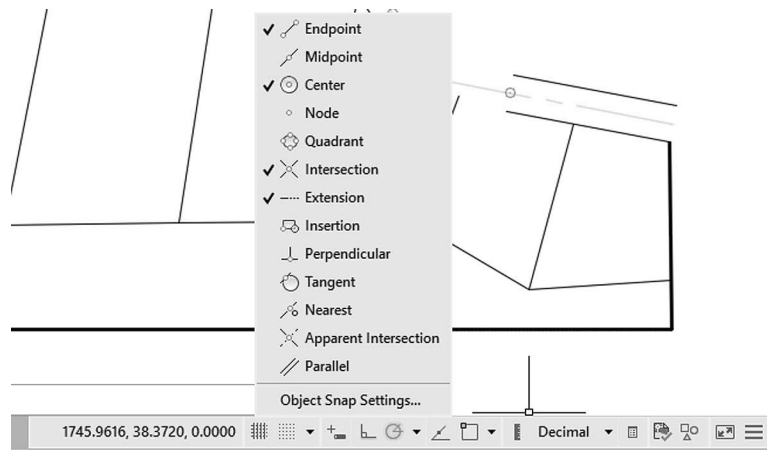 Endpoint
Midpoint
Center
Node
Quadrant
Intersection
Extension
Insertion
Perpendicular
Tangent
Nearest
Apparent Intersection
Parallel
Object Snap Settings...
1745.9616, 38.3720, 0.0000 Decimal